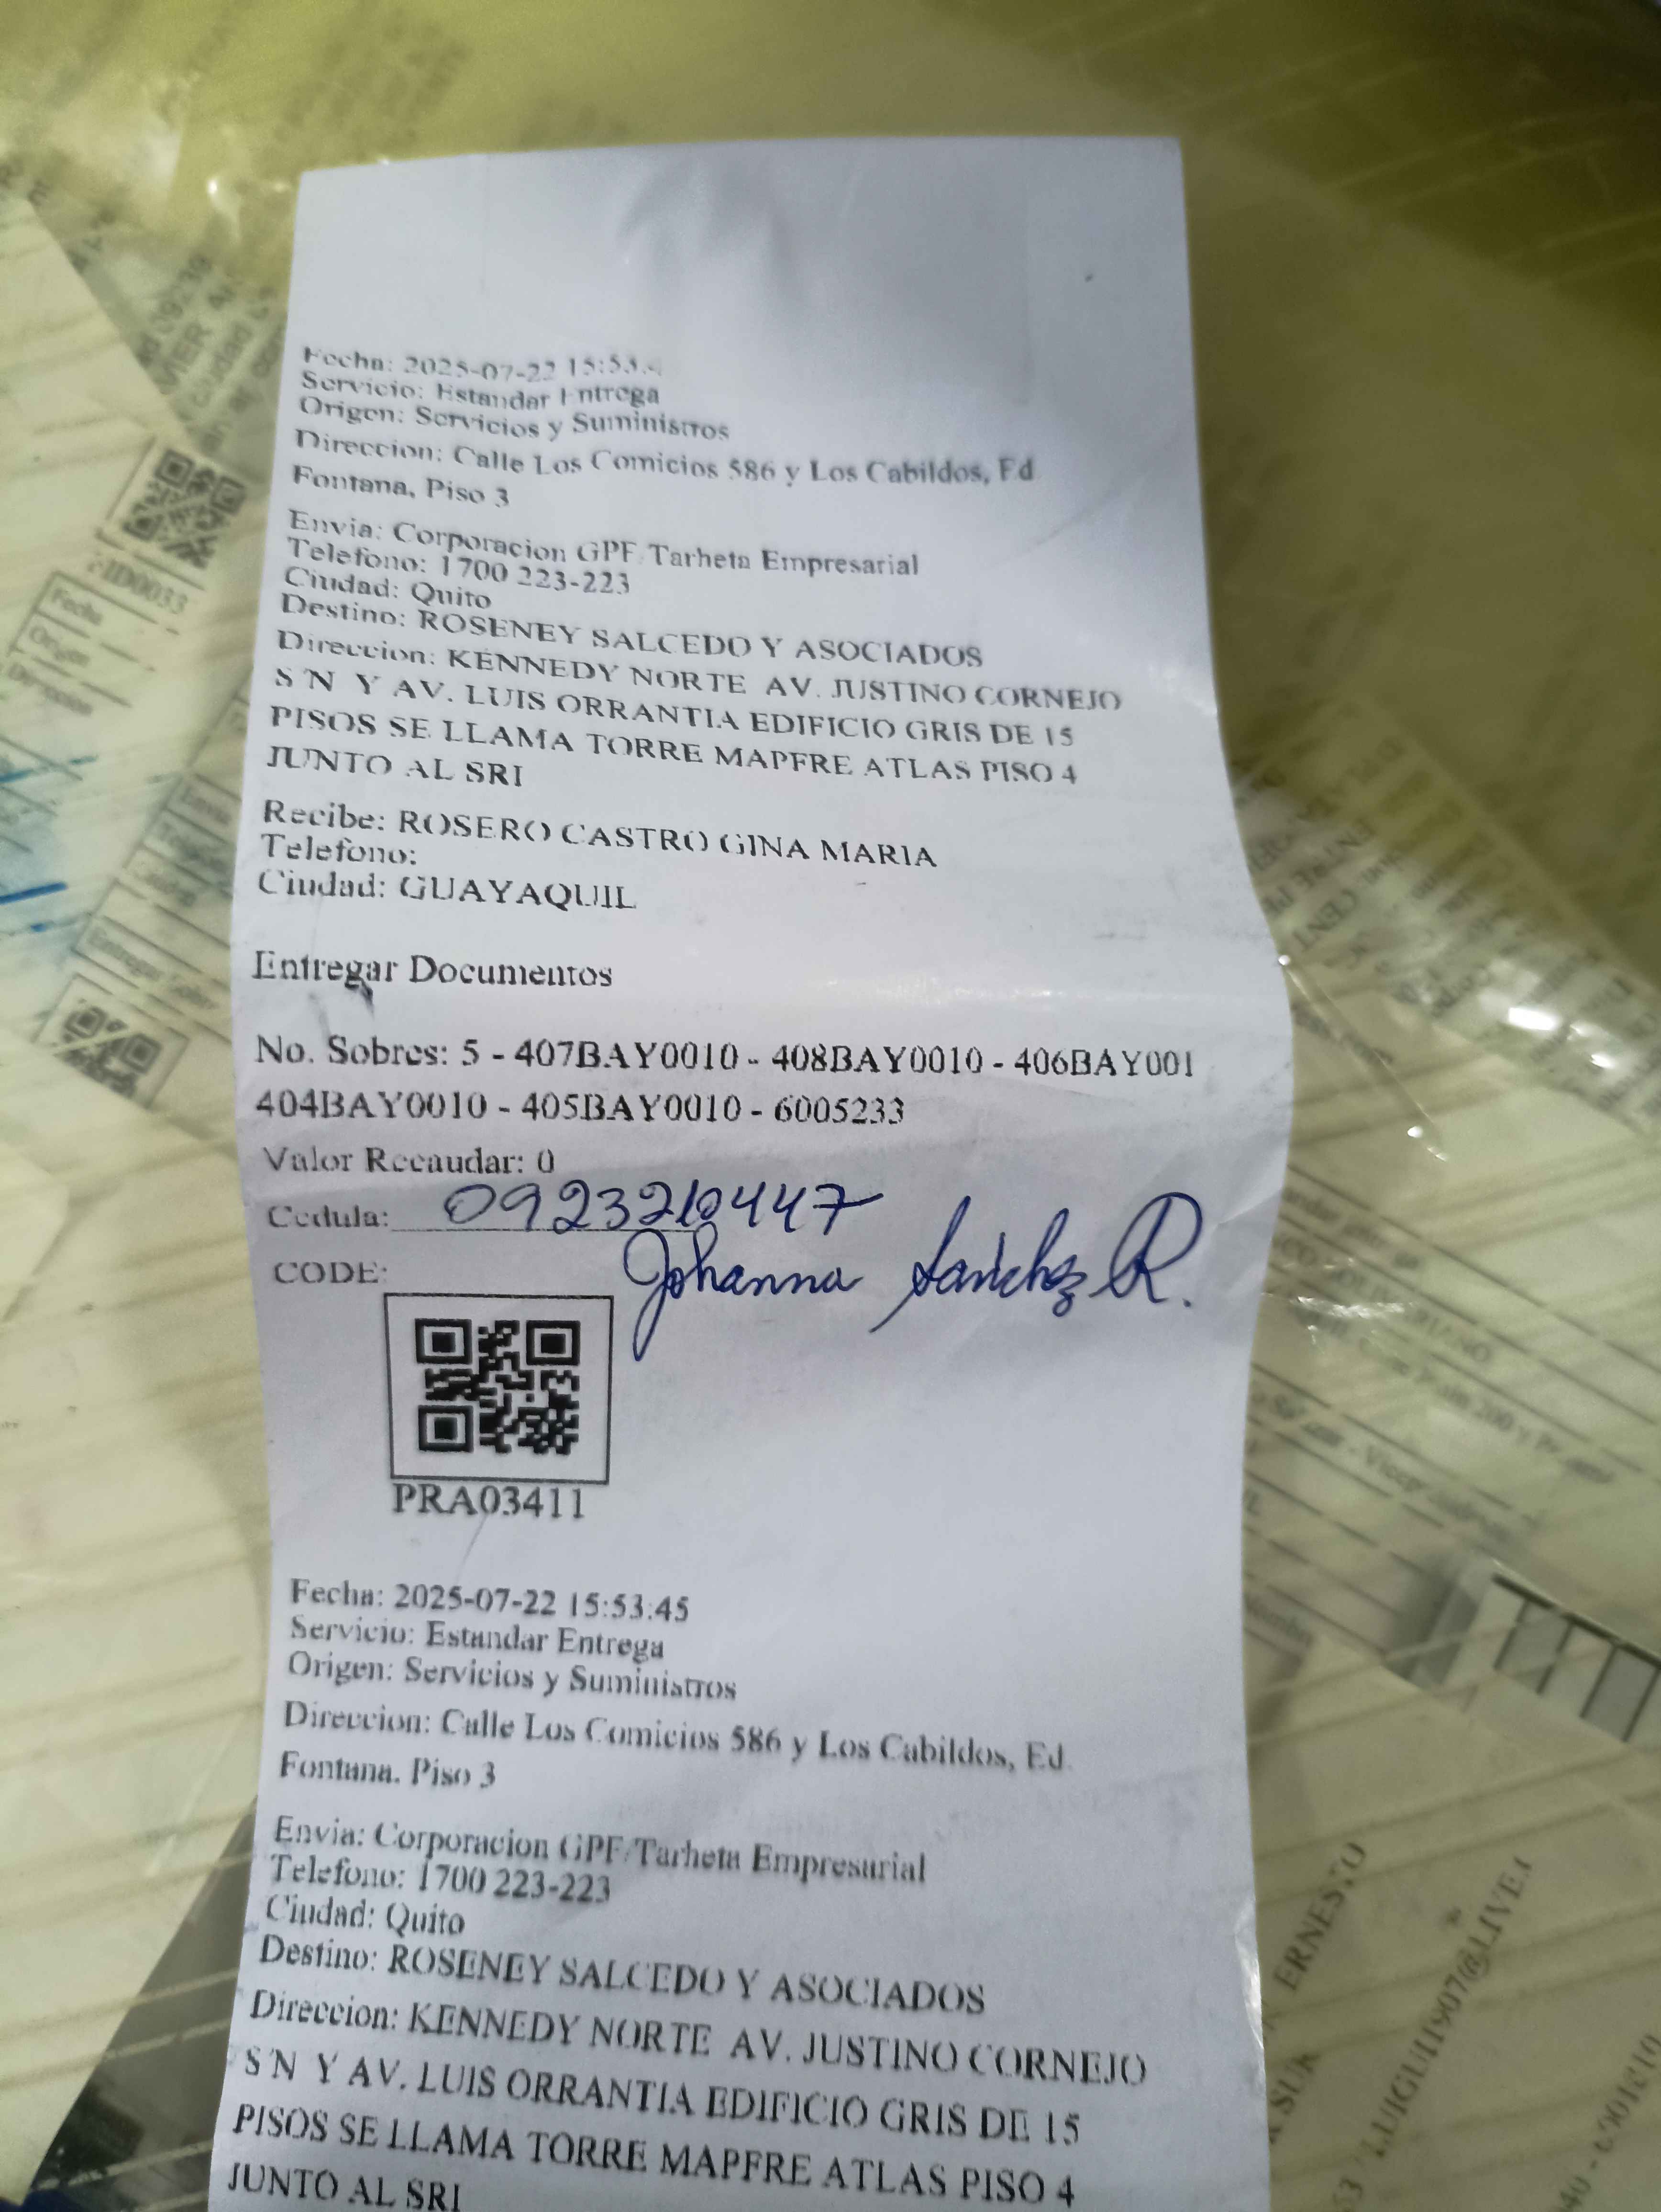 Fecha: 2025-07-22 15:53:4
Servicio: Estandar Entrega
Origen: Servicios y Suministros
Direccion: Calle Los Comicios 586 y Los Cabildos, Ed
Fontana, Piso 3
Envia: Corporacion GPF/Tarheta Empresarial
Telefono: 1700 223-223
Ciudad: Quito
Destino: ROSENEY SALCEDO Y ASOCIADOS
Direccion: KENNEDY NORTE AV. JUSTINO CORNEJO
S/N Y AV. LUIS ORRANTIA EDIFICIO GRIS DE 15
PISOS SE LLAMA TORRE MAPFRE ATLAS PISO 4
JUNTO AL SRI
Recibe: ROSERO CASTRO GINA MARIA
Telefono:
Ciudad: GUAYAQUIL
Entregar Documentos
No. Sobres: 5 - 407BAY0010 - 408BAY0010 - 406BAY001
404BAY0010 - 405BAY0010 - 6005233
Valor Recaudar: 0
Cedula: 0923210447
Johanna Sanchez R.
CODE:
PRA03411
Fecha: 2025-07-22 15:53:45
Servicio: Estandar Entrega
Origen: Servicios y Suministros
Direccion: Calle Los Comicios 586 y Los Cabildos, Ed.
Fontana, Piso 3
Envia: Corporacion GPF/Tarheta Empresarial
Telefono: 1700 223-223
Ciudad: Quito
Destino: ROSENEY SALCEDO Y ASOCIADOS
Direccion: KENNEDY NORTE AV. JUSTINO CORNEJO
S/N Y AV. LUIS ORRANTIA EDIFICIO GRIS DE 15
PISOS SE LLAMA TORRE MAPFRE ATLAS PISO 4
JUNTO AL SRI
Fecha
Origen
Direccion
ERNESTO